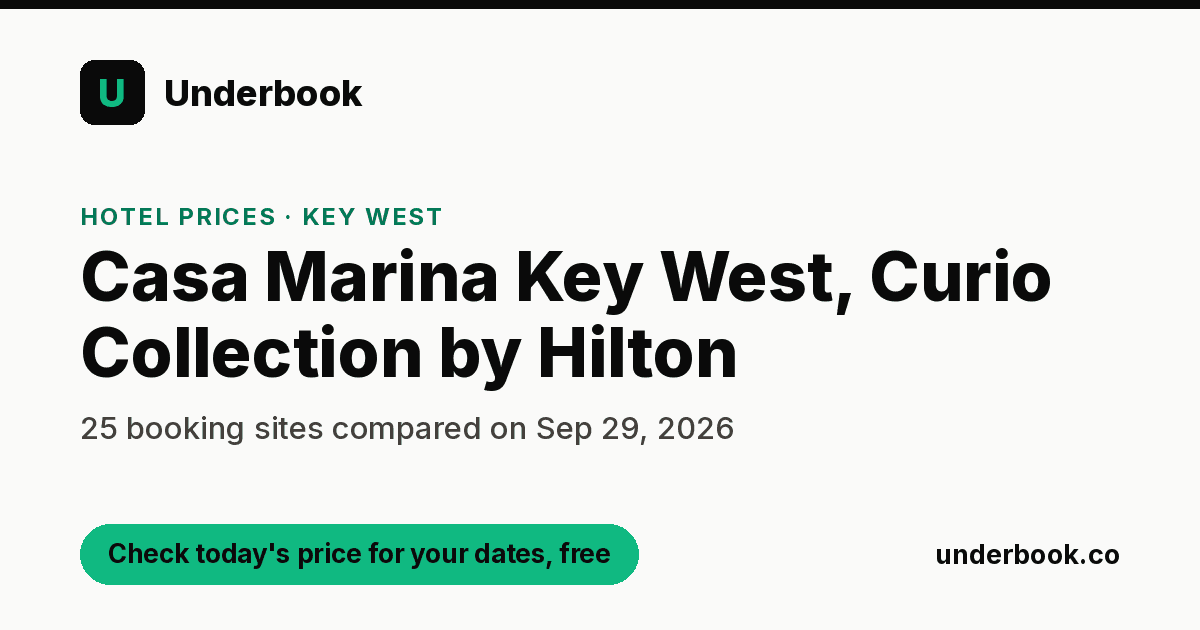 U Underbook
HOTEL PRICES · KEY WEST
Casa Marina Key West, Curio
Collection by Hilton
25 booking sites compared on Sep 29, 2026
Check today's price for your dates, free
underbook.co